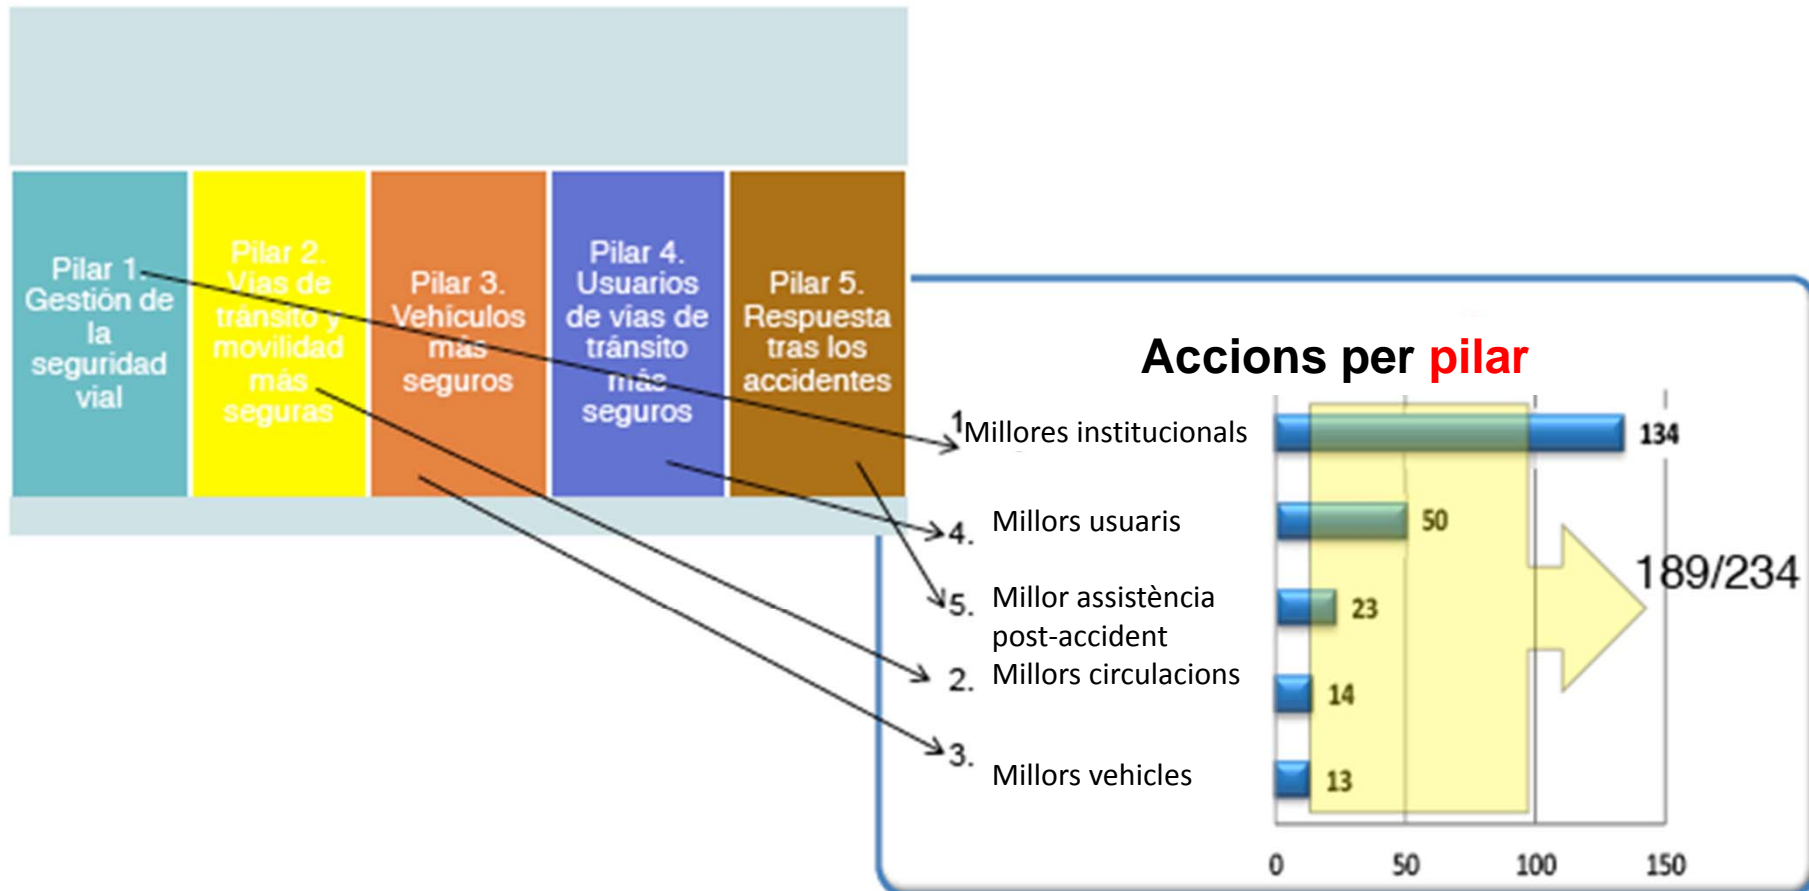 Pilar 1.
Gestión de
la
seguridad
vial
Pilar 2.
Vías de
tránsito y
movilidad
más
seguras
Pilar 3.
Vehículos
más
seguros
Pilar 4.
Usuarios
de vías de
tránsito
más
seguros
Pilar 5.
Respuesta
tras los
accidentes
Accions per pilar
1 Millores institucionals
134
4. Millors usuaris
50
5. Millor assistència
post-accident
23
2. Millors circulacions
14
3. Millors vehicles
13
189/234
0 50 100 150